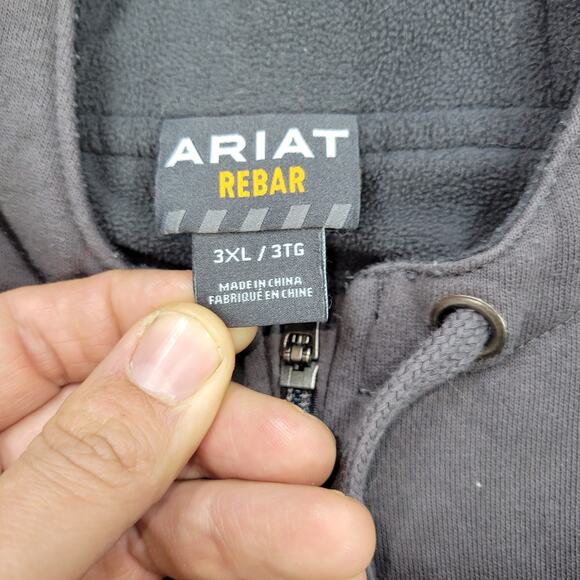 ARIAT
REBAR
3XL / 3TG
MADE IN CHINA
FABRIQUÉ EN CHINE